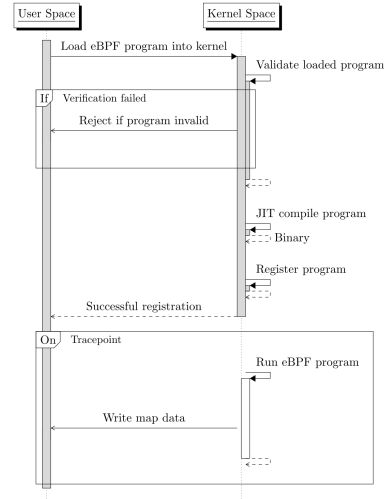 User Space
Kernel Space
Load eBPF program into kernel
Validate loaded program
If
Verification failed
Reject if program invalid
JIT compile program
Binary
Register program
Successful registration
On
Tracepoint
Run eBPF program
Write map data